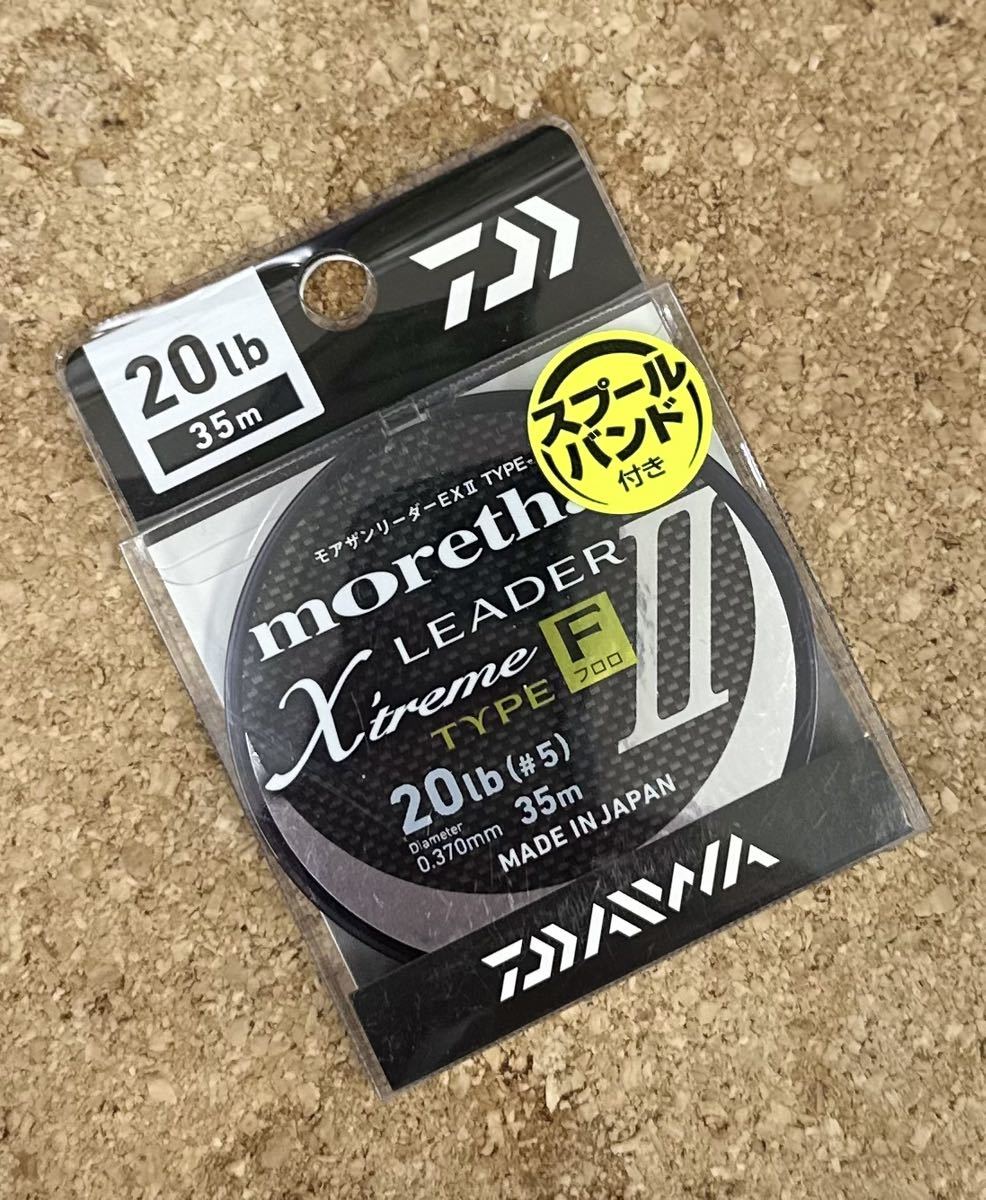 20lb
35m
スプール
バンド
付き
モアザンリーダーEXⅡ TYPE-
moretha
LEADER
X'treme
TYPE F
フロロ
II
20lb (#5)
Diameter
0.370mm 35m
MADE IN JAPAN
DAIWA